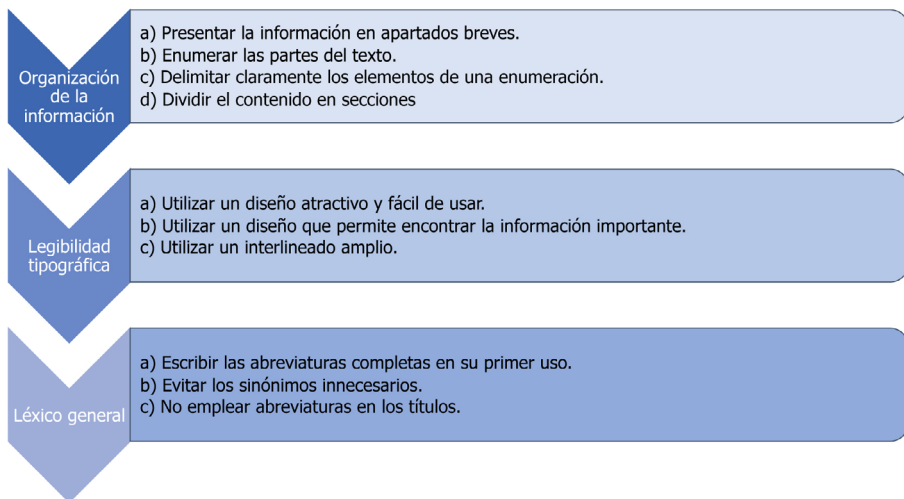 Organización
de la
información
a) Presentar la información en apartados breves.
b) Enumerar las partes del texto.
c) Delimitar claramente los elementos de una enumeración.
d) Dividir el contenido en secciones
Legibilidad
tipográfica
a) Utilizar un diseño atractivo y fácil de usar.
b) Utilizar un diseño que permite encontrar la información importante.
c) Utilizar un interlineado amplio.
Léxico general
a) Escribir las abreviaturas completas en su primer uso.
b) Evitar los sinónimos innecesarios.
c) No emplear abreviaturas en los títulos.